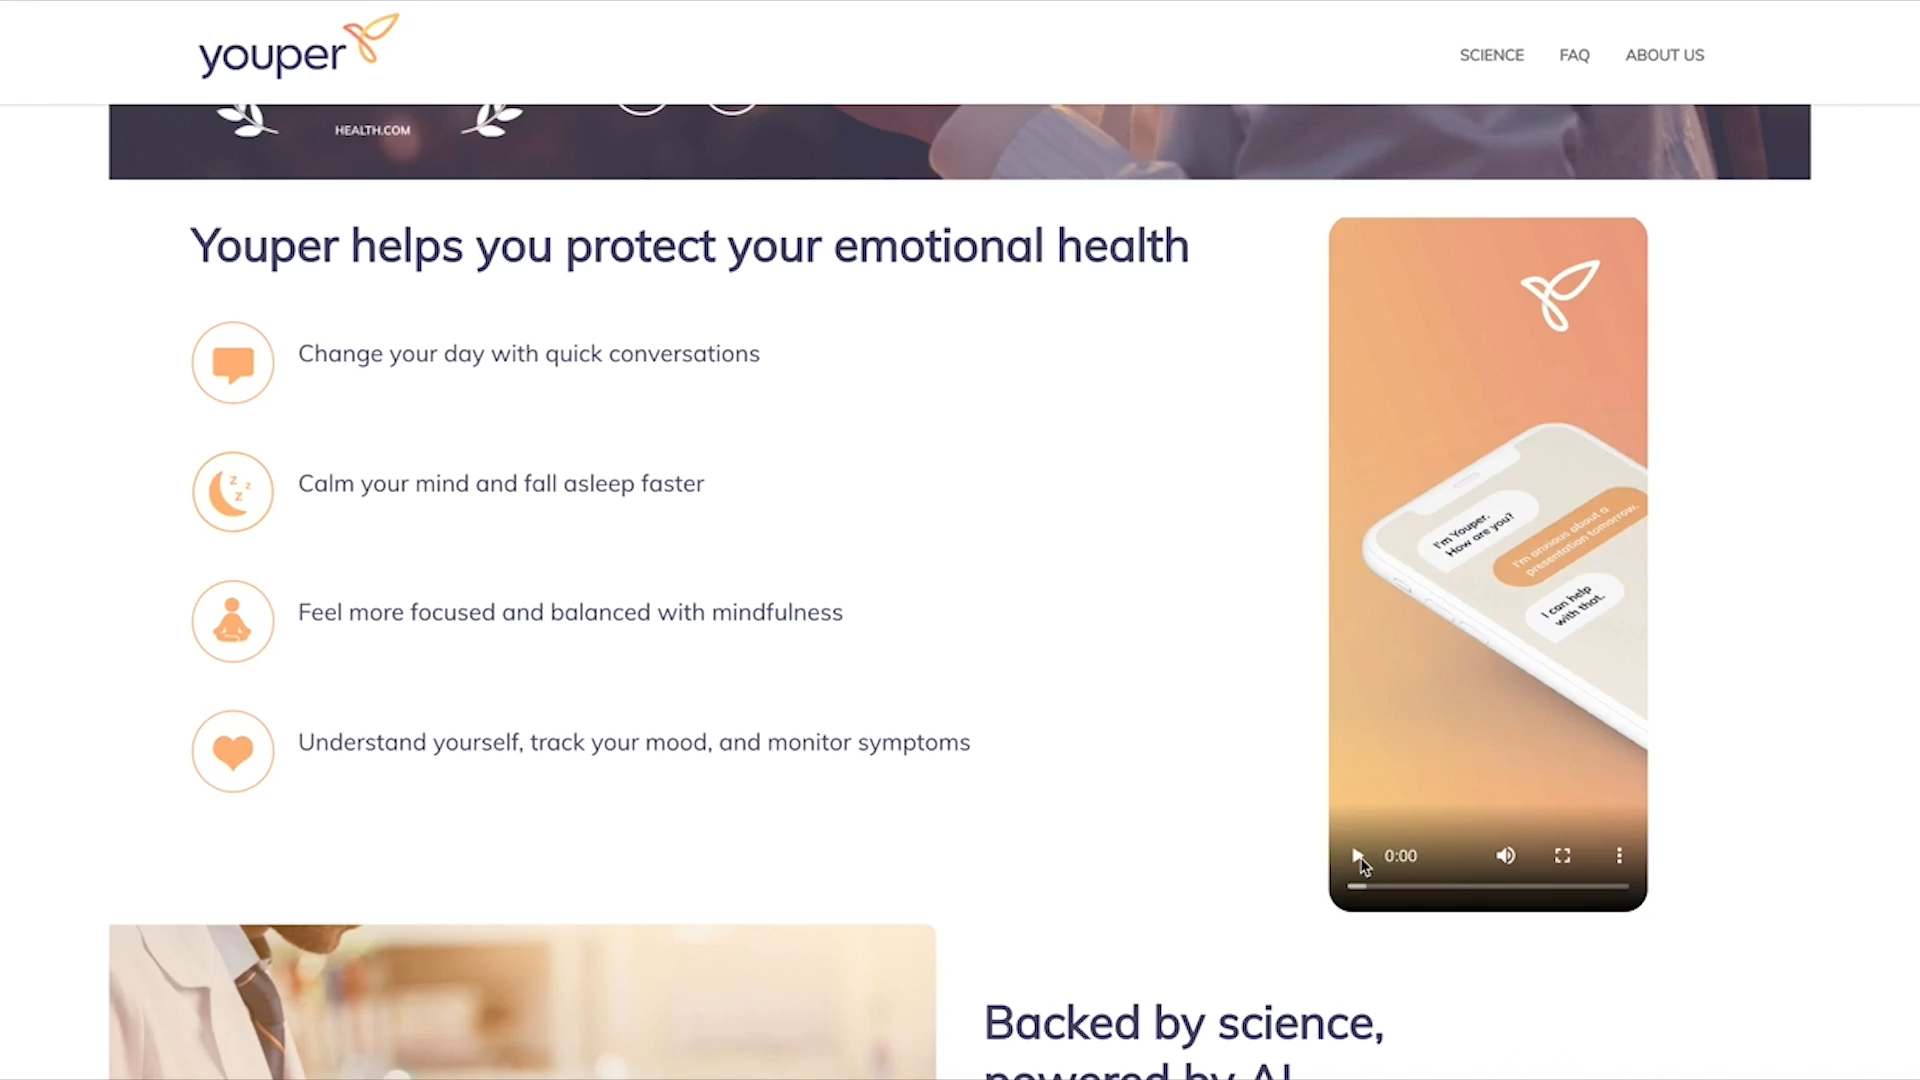 youper
SCIENCE
FAQ
ABOUT US
HEALTH.COM
Youper helps you protect your emotional health
Change your day with quick conversations
Calm your mind and fall asleep faster
Feel more focused and balanced with mindfulness
Understand yourself, track your mood, and monitor symptoms
I'm Youper.
How are you?
I'm anxious about a
presentation tomorrow.
I can help
with that.
0:00
Backed by science,
powered by AI